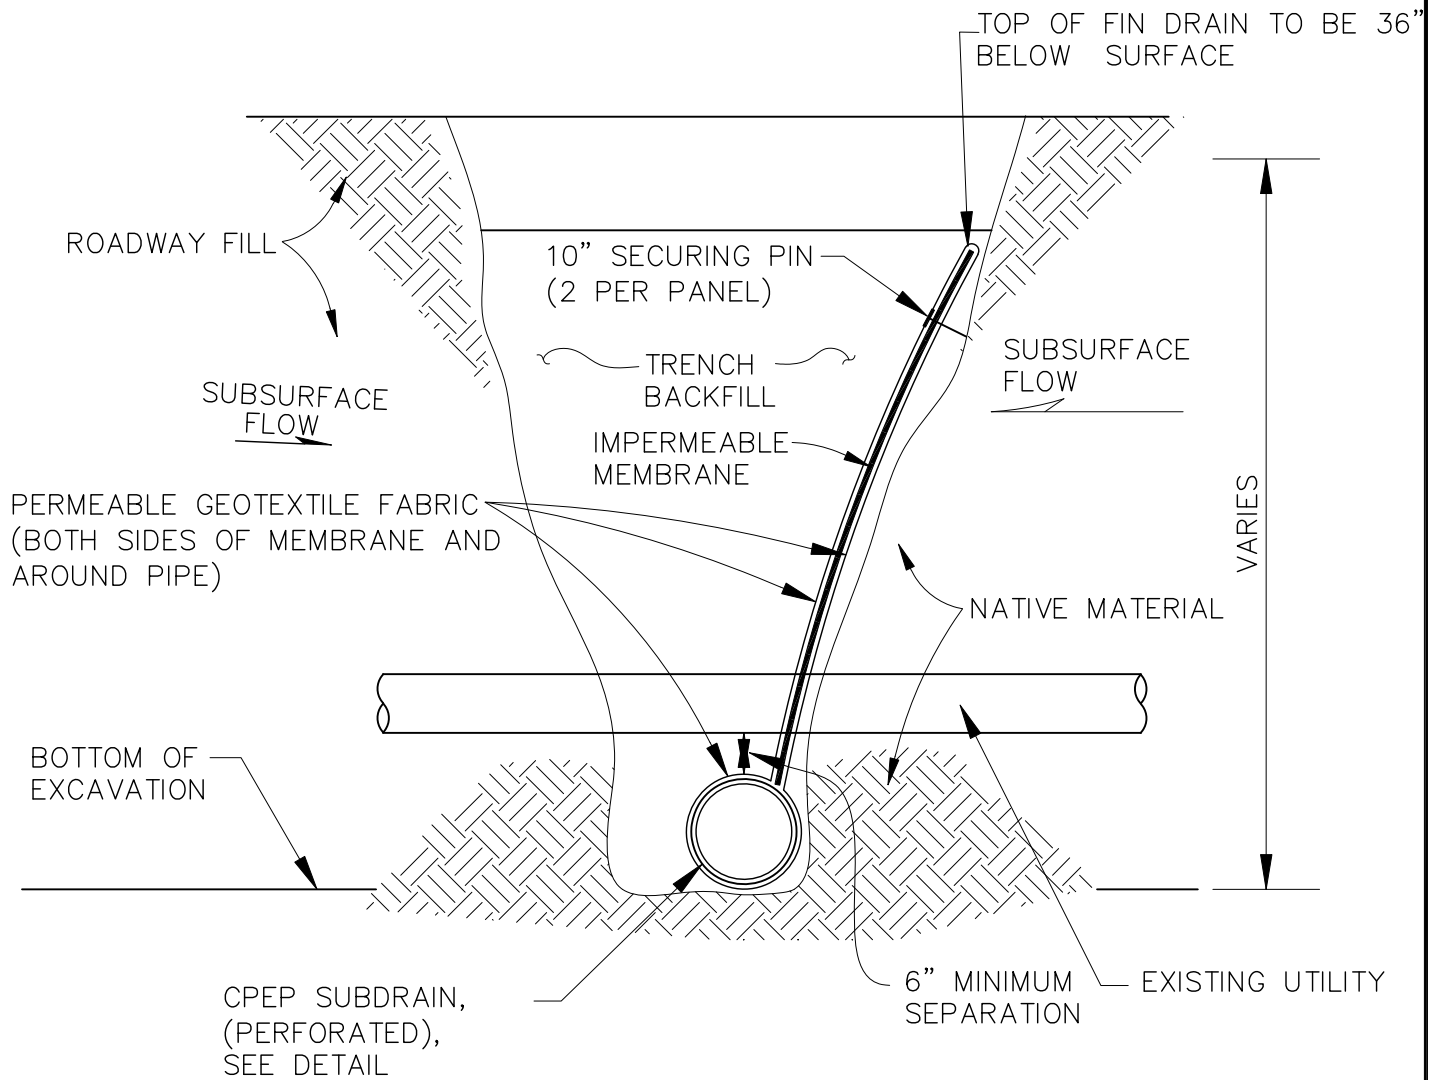 TOP OF FIN DRAIN TO BE 36”
BELOW SURFACE
ROADWAY FILL
10” SECURING PIN
(2 PER PANEL)
TRENCH
BACKFILL
SUBSURFACE
FLOW
SUBSURFACE
FLOW
IMPERMEABLE
MEMBRANE
PERMEABLE GEOTEXTILE FABRIC
(BOTH SIDES OF MEMBRANE AND
AROUND PIPE)
VARIES
NATIVE MATERIAL
BOTTOM OF
EXCAVATION
CPEP SUBDRAIN,
(PERFORATED),
SEE DETAIL
6” MINIMUM
SEPARATION
EXISTING UTILITY